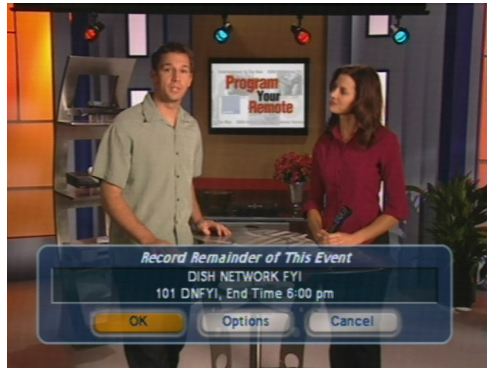 Program
Your
Remote
Record Remainder of This Event
DISH NETWORK FYI
101 DNFYI, End Time 6:00 pm
OK
Options
Cancel